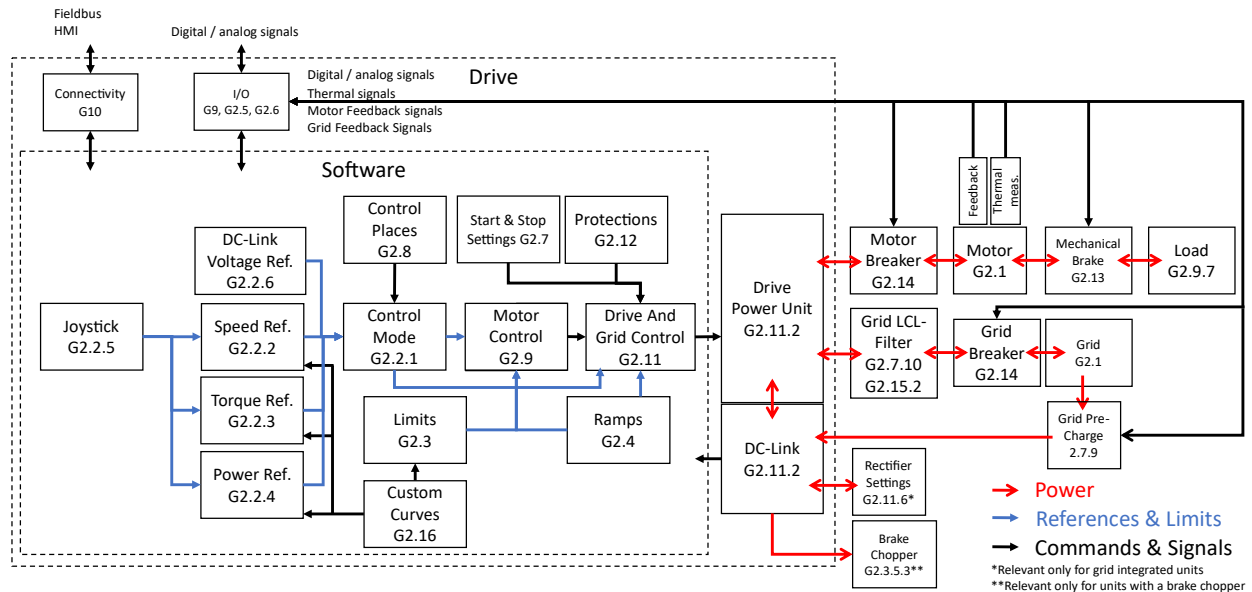 Fieldbus
HMI
Digital / analog signals
Drive
Connectivity
G10
I/O
G9, G2.5, G2.6
Digital / analog signals
Thermal signals
Motor Feedback signals
Grid Feedback Signals
Software
Feedback
Thermal
meas.
Control
Places
G2.8
Start & Stop
Settings G2.7
Protections
G2.12
DC-Link
Voltage Ref.
G2.2.6
Joystick
G2.2.5
Speed Ref.
G2.2.2
Control
Mode
G2.2.1
Motor
Control
G2.9
Drive And
Grid Control
G2.11
Torque Ref.
G2.2.3
Power Ref.
G2.2.4
Limits
G2.3
Ramps
G2.4
Custom
Curves
G2.16
Drive
Power Unit
G2.11.2
DC-Link
G2.11.2
Motor
Breaker
G2.14
Motor
G2.1
Mechanical
Brake
G2.13
Load
G2.9.7
Grid LCL-
Filter
G2.7.10
G2.15.2
Grid
Breaker
G2.14
Grid
G2.1
Grid Pre-
Charge
2.7.9
Rectifier
Settings
G2.11.6*
Brake
Chopper
G2.3.5.3**
Power
References & Limits
Commands & Signals
*Relevant only for grid integrated units
**Relevant only for units with a brake chopper